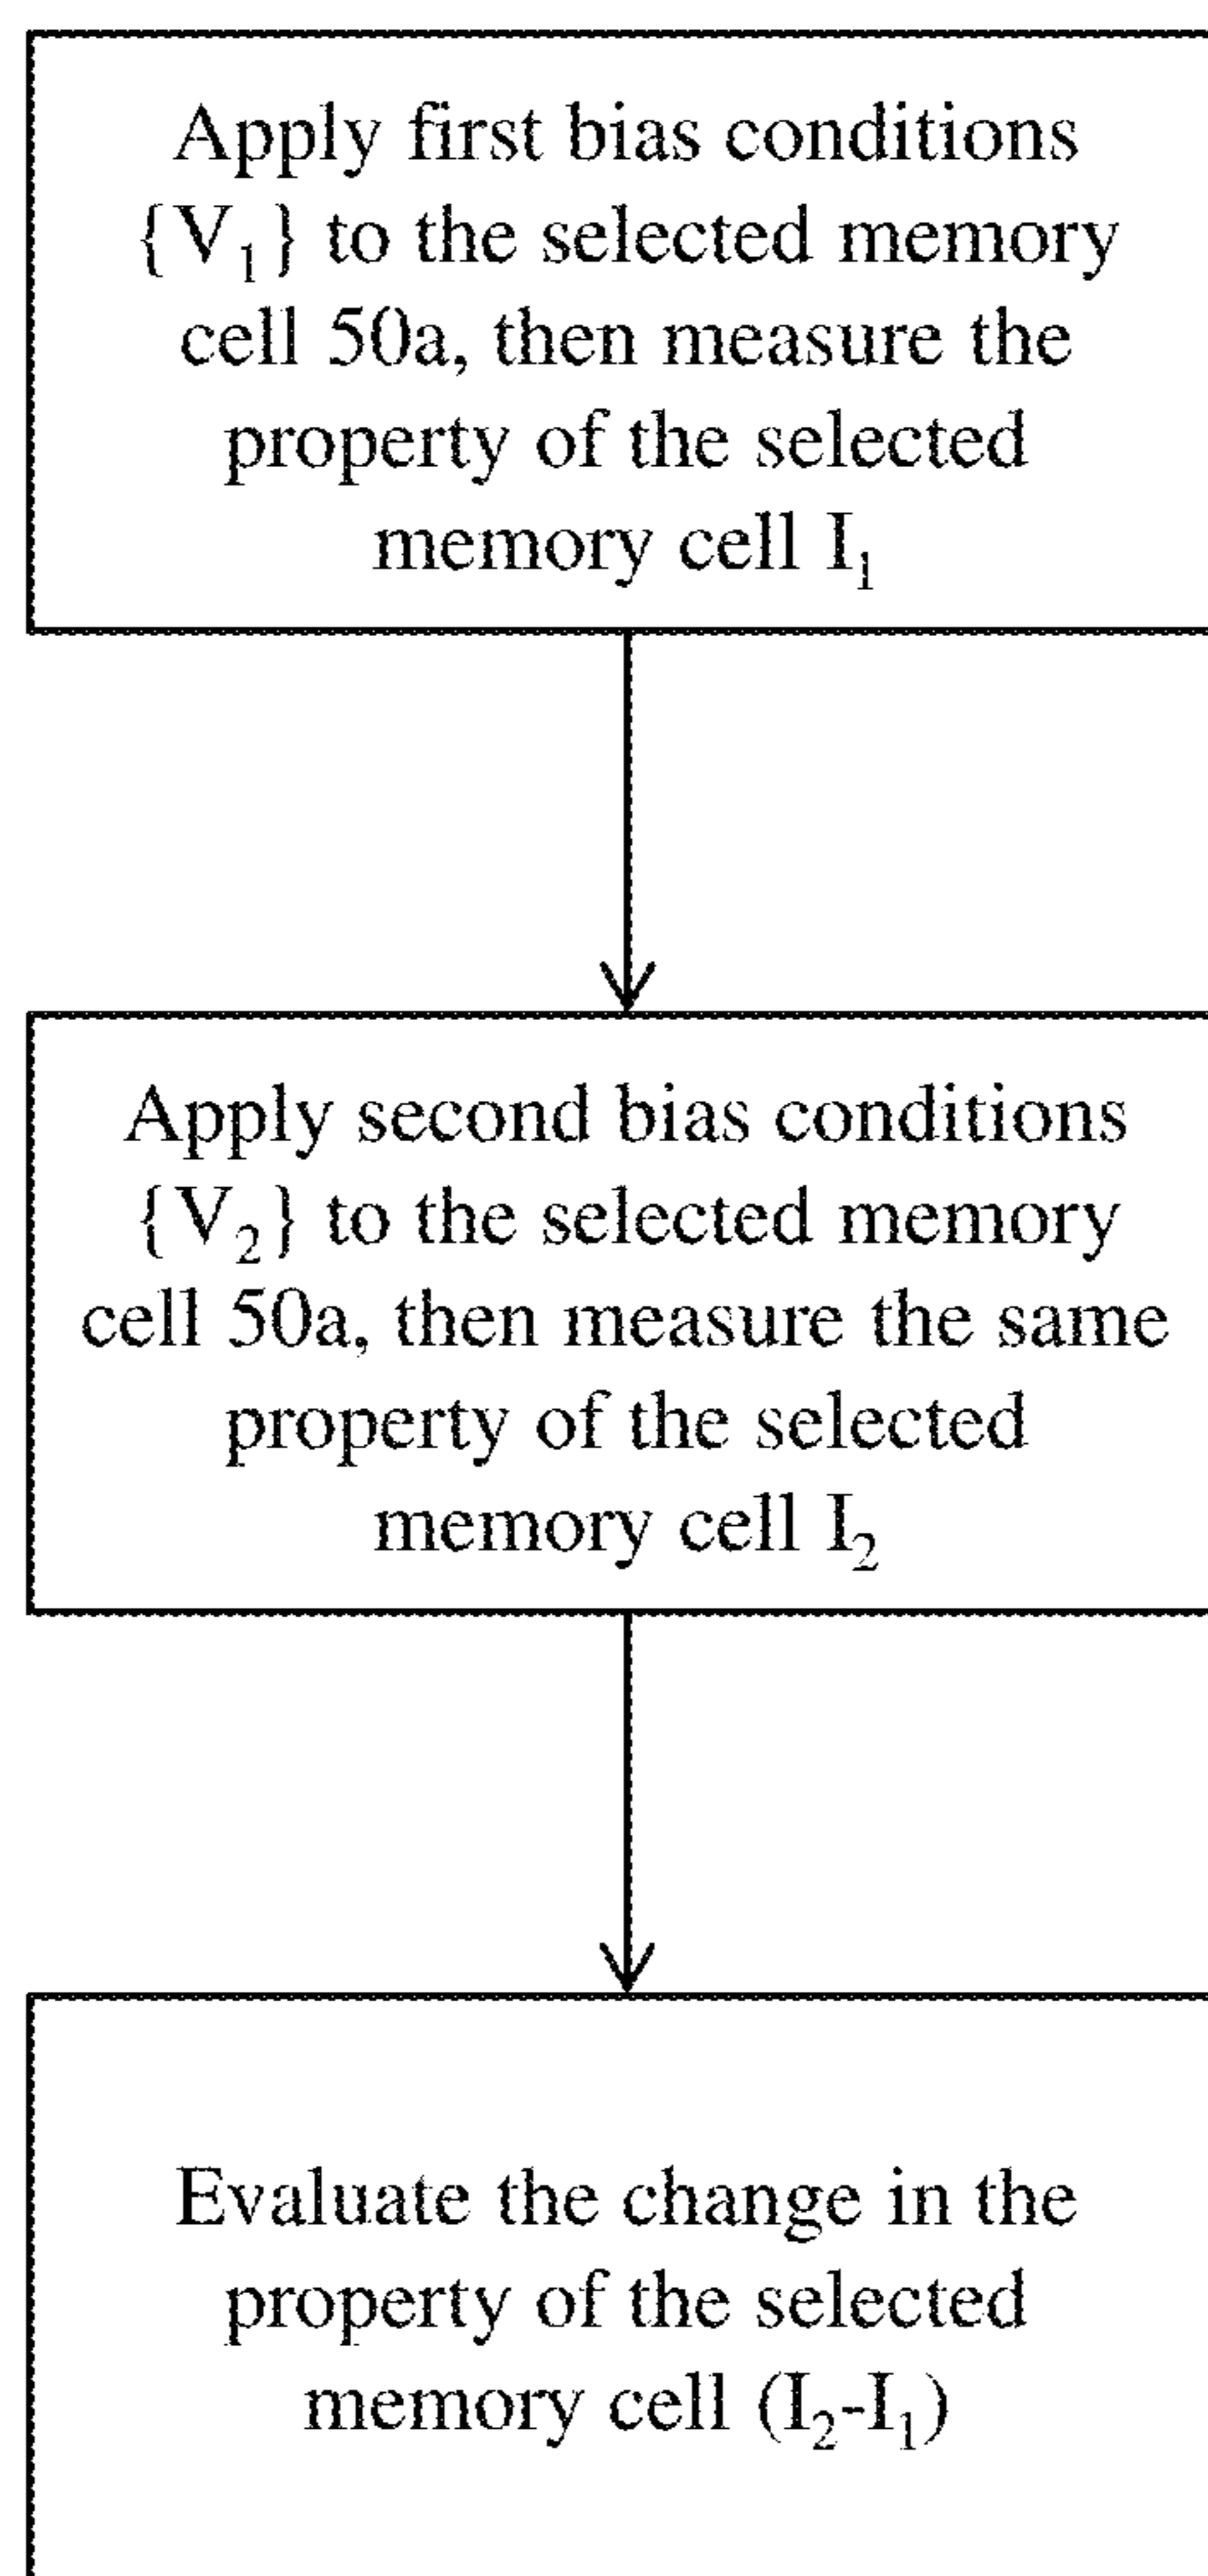 Apply first bias conditions
{V₁} to the selected memory
cell 50a, then measure the
property of the selected
memory cell I₁
Apply second bias conditions
{V₂} to the selected memory
cell 50a, then measure the same
property of the selected
memory cell I₂
Evaluate the change in the
property of the selected
memory cell (I₂-I₁)